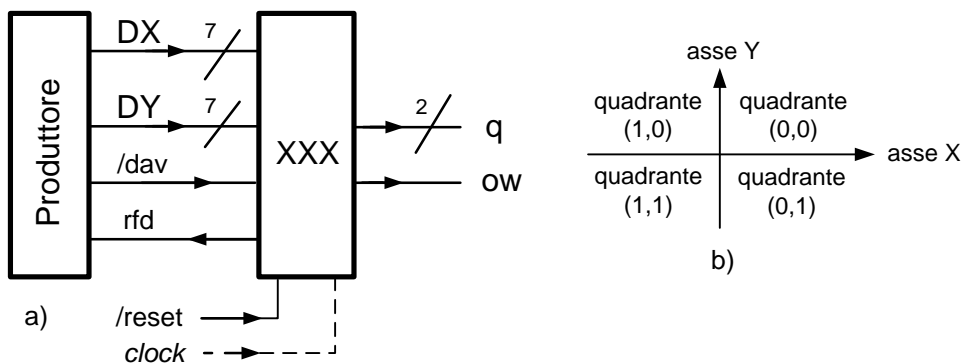 Produttore
DX
7
DY
7
/dav
rfd
XXX
2
q
ow
/reset
clock
a)
asse Y
quadrante
(1,0)
quadrante
(0,0)
asse X
quadrante
(1,1)
quadrante
(0,1)
b)